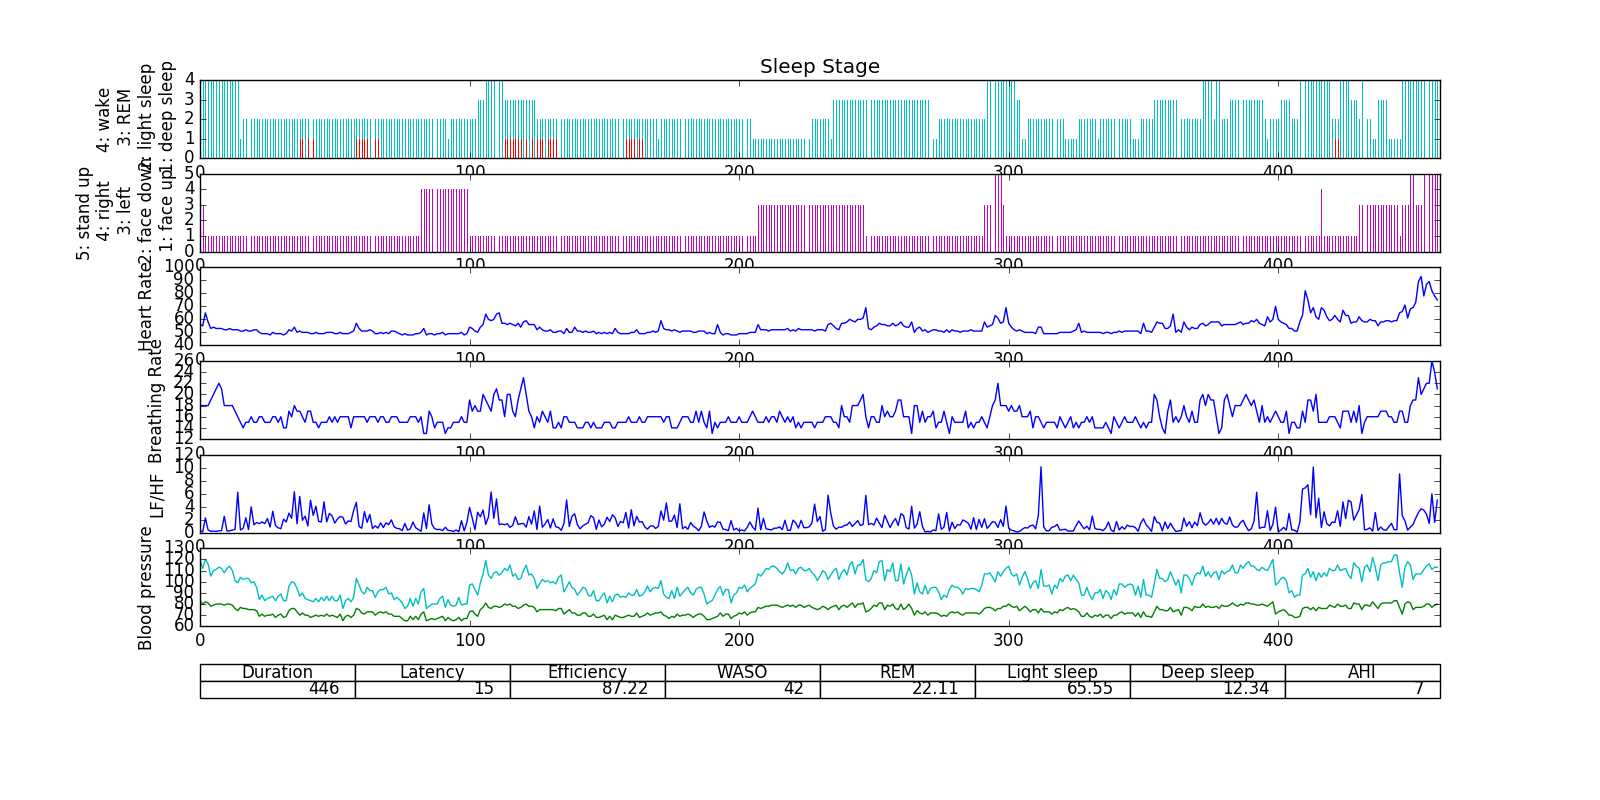 Sleep Stage
4: wake
3: REM
2: light sleep
1: deep sleep
4
3
2
1
0
0 100 200 300 400
5: stand up
4: right
3: left
2: face down
1: face up
5
4
3
2
1
0
0 100 200 300 400
Heart Rate
100
90
80
70
60
50
40
0 100 200 300 400
Breathing Rate
26
24
22
20
18
16
14
12
0 100 200 300 400
LF/HF
12
10
8
6
4
2
0
0 100 200 300 400
Blood pressure
130
120
110
100
90
80
70
60
0 100 200 300 400
Duration Latency Efficiency WASO REM Light sleep Deep sleep AHI
446 15 87.22 42 22.11 65.55 12.34 7